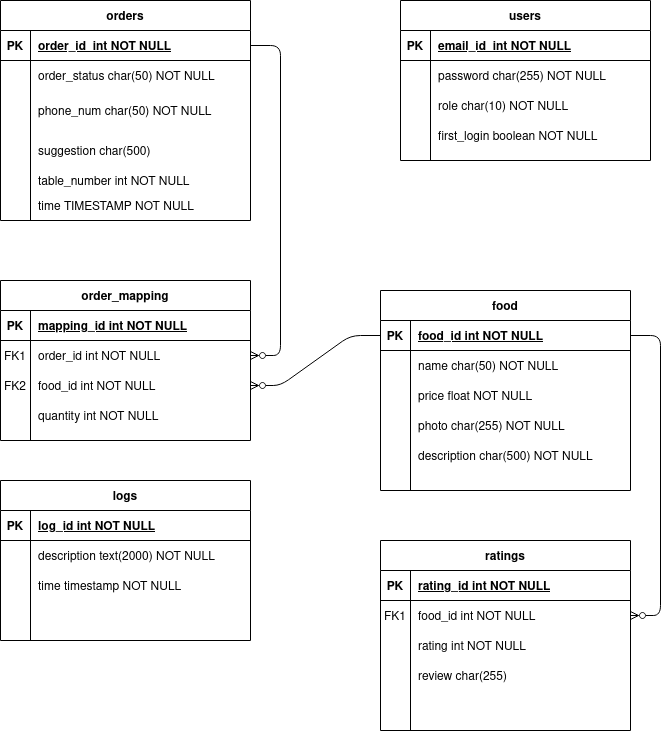 orders
PK order_id int NOT NULL
order_status char(50) NOT NULL
phone_num char(50) NOT NULL
suggestion char(500)
table_number int NOT NULL
time TIMESTAMP NOT NULL
users
PK email_id int NOT NULL
password char(255) NOT NULL
role char(10) NOT NULL
first_login boolean NOT NULL
order_mapping
PK mapping_id int NOT NULL
FK1 order_id int NOT NULL
FK2 food_id int NOT NULL
quantity int NOT NULL
food
PK food_id int NOT NULL
name char(50) NOT NULL
price float NOT NULL
photo char(255) NOT NULL
description char(500) NOT NULL
logs
PK log_id int NOT NULL
description text(2000) NOT NULL
time timestamp NOT NULL
ratings
PK rating_id int NOT NULL
FK1 food_id int NOT NULL
rating int NOT NULL
review char(255)